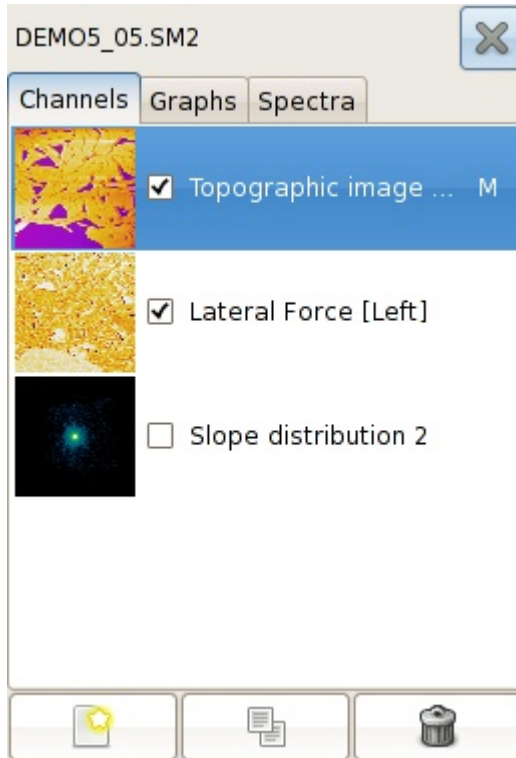 DEMO5_05.SM2
Channels Graphs Spectra
Topographic image ... M
Lateral Force [Left]
Slope distribution 2